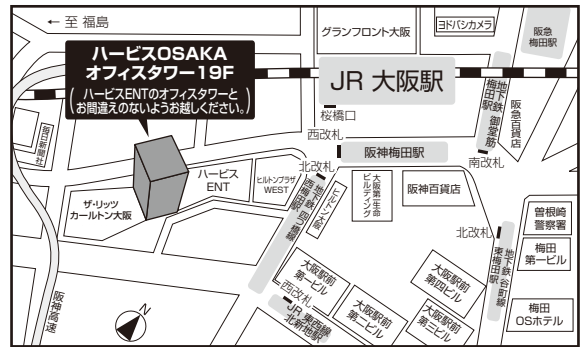 ← 至 福島
ハービスOSAKA
オフィスタワー19F
(ハービスENTのオフィスタワーと
お間違えのないようお越しください。)
グランフロント大阪
ヨドバシカメラ
阪急
梅田駅
JR 大阪駅
桜橋口
西改札
地下鉄 御堂筋
梅田駅
阪急百貨店
南改札
阪神梅田駅
毎日新聞社
ハービス
ENT
ヒルトンプラザ
WEST
北改札
地下鉄 四つ橋線
西梅田駅
ヒルトン大阪
大阪第一生命
ビルディング
阪神百貨店
ザ・リッツ
カールトン大阪
北改札
曽根崎
警察署
梅田
第一ビル
地下鉄 谷町線
東梅田駅
大阪駅前
第一ビル
大阪駅前
第二ビル
大阪駅前
第四ビル
大阪駅前
第三ビル
梅田
OSホテル
西改札
JR 東西線
北新地駅
阪神高速
N